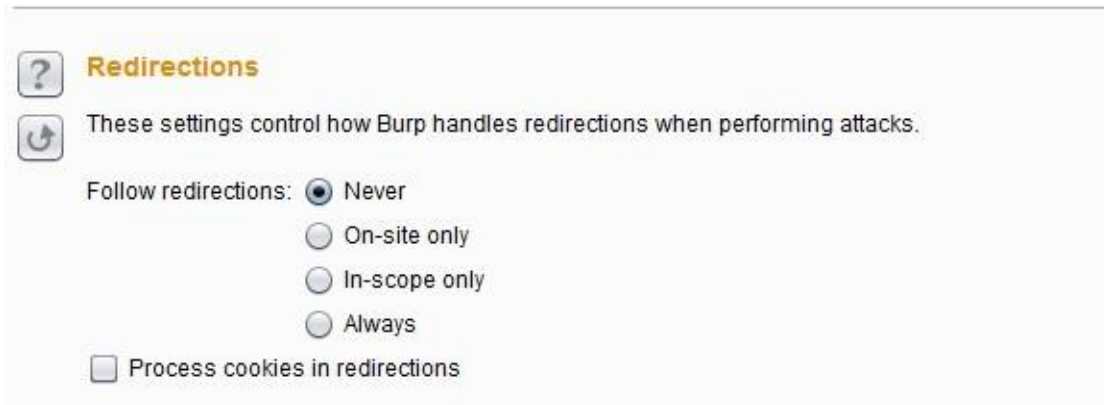 Redirections
These settings control how Burp handles redirections when performing attacks.
Follow redirections: Never
On-site only
In-scope only
Always
Process cookies in redirections